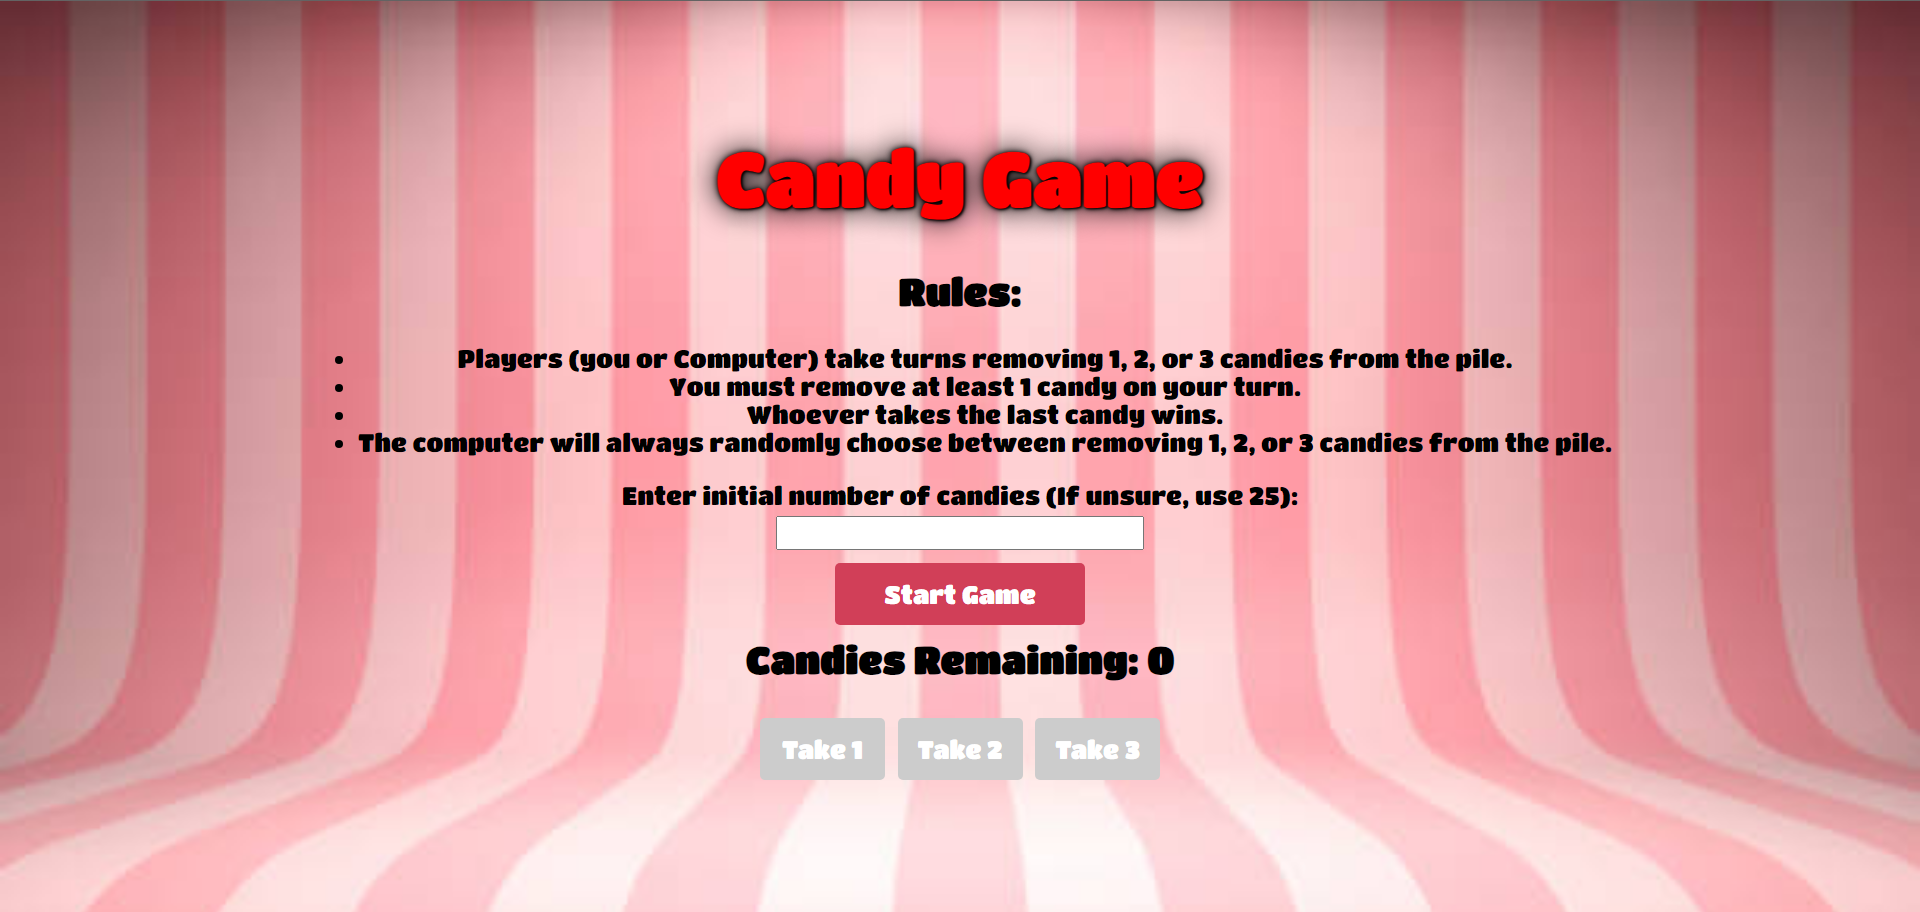 Candy Game
Rules:
Players (you or Computer) take turns removing 1, 2, or 3 candies from the pile.
You must remove at least 1 candy on your turn.
Whoever takes the last candy wins.
The computer will always randomly choose between removing 1, 2, or 3 candies from the pile.
Enter initial number of candies (If unsure, use 25):
Start Game
Candies Remaining: 0
Take 1 Take 2 Take 3